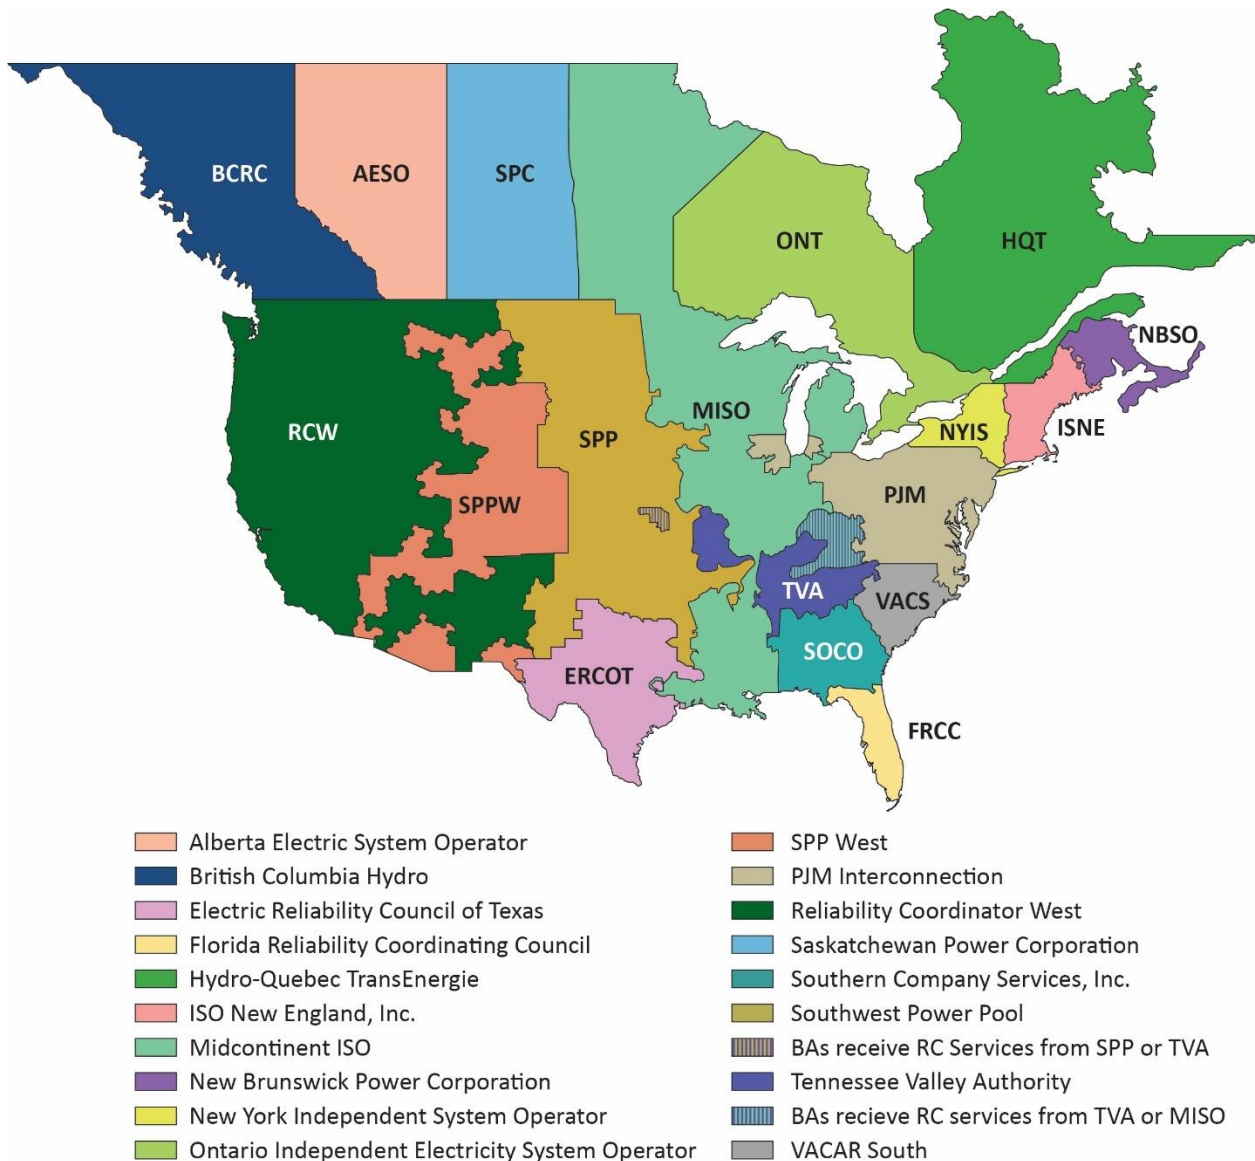 BCRC
AESO
SPC
ONT
HQT
NBSO
RCW
SPP
MISO
NYIS
ISNE
SPPW
PJM
TVA
VACS
SOCO
ERCOT
FRCC
Alberta Electric System Operator
British Columbia Hydro
Electric Reliability Council of Texas
Florida Reliability Coordinating Council
Hydro-Quebec TransEnergie
ISO New England, Inc.
Midcontinent ISO
New Brunswick Power Corporation
New York Independent System Operator
Ontario Independent Electricity System Operator
SPP West
PJM Interconnection
Reliability Coordinator West
Saskatchewan Power Corporation
Southern Company Services, Inc.
Southwest Power Pool
BAs receive RC Services from SPP or TVA
Tennessee Valley Authority
BAs recieve RC services from TVA or MISO
VACAR South